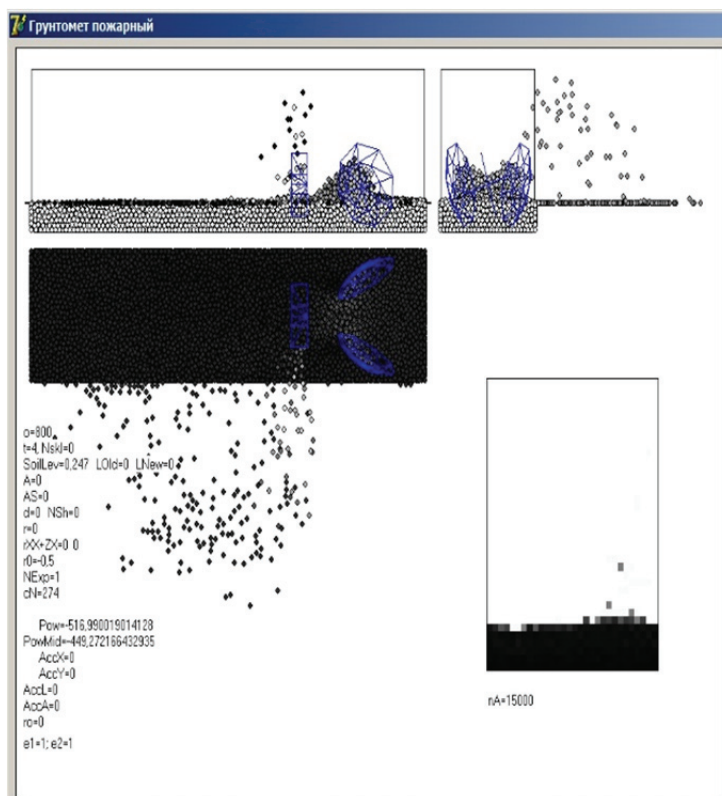 Грунтомет пожарный
o=800
t=4, Nskl=0
SoilLev=0,247 LOld=0 LNew=0
A=0
AS=0
d=0 NSh=0
r=0
rXX+ZX=0 0
r0=-0,5
NExp=1
cN=274
Pow=-516,990019014128
PowMid=-449,272166432935
AccX=0
AccY=0
AccL=0
AccA=0
ro=0
e1=1; e2=1
nA=15000